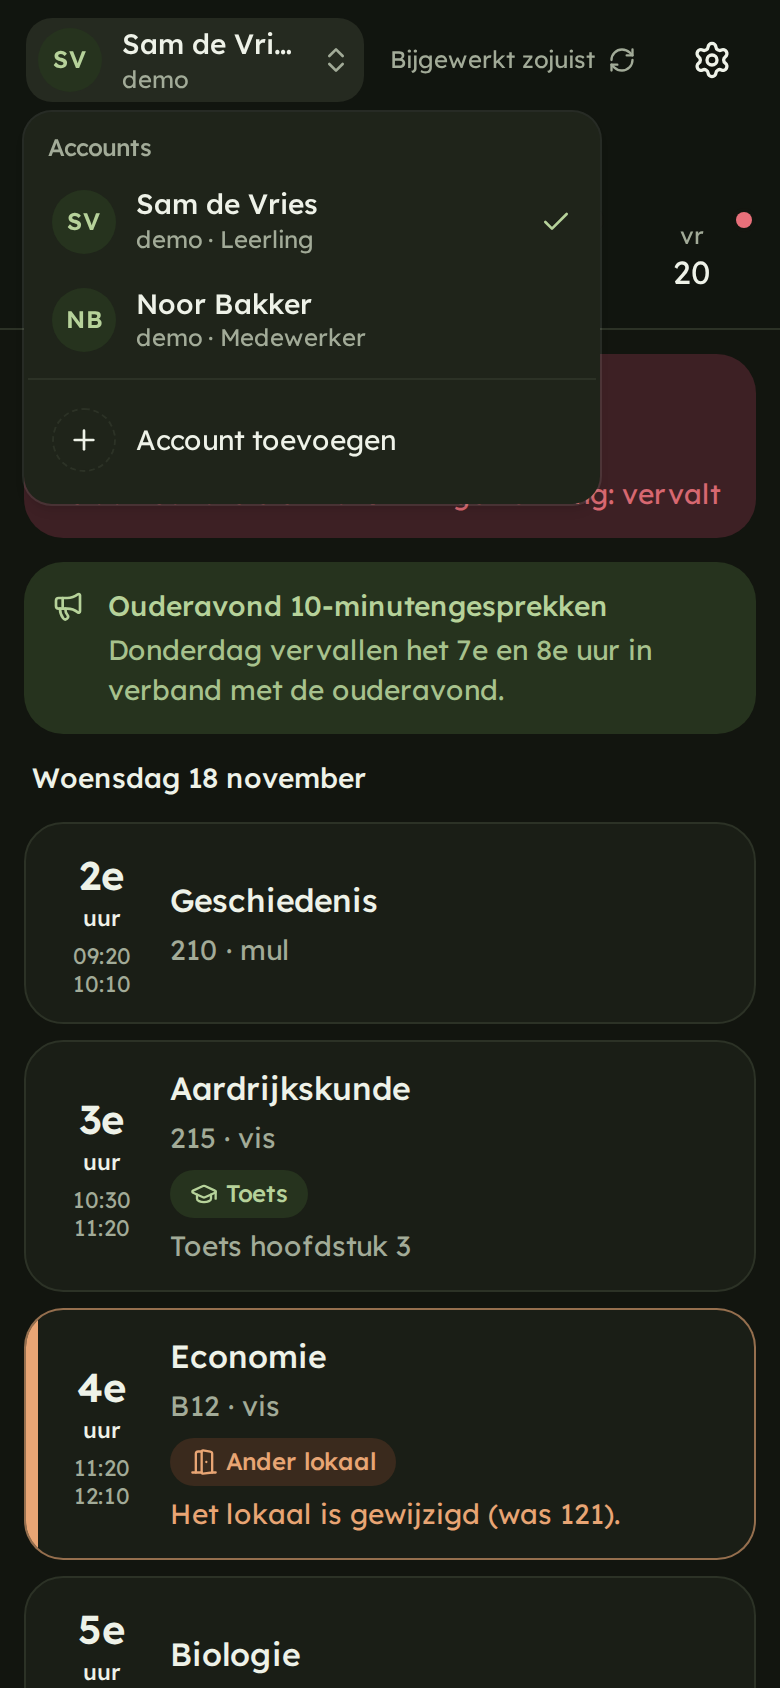 SV
Sam de Vri...
demo
Bijgewerkt zojuist
Accounts
SV
Sam de Vries
demo · Leerling
NB
Noor Bakker
demo · Medewerker
Account toevoegen
vr
20
vervalt
Ouderavond 10-minutengesprekken
Donderdag vervallen het 7e en 8e uur in
verband met de ouderavond.
Woensdag 18 november
2e
uur
09:20
10:10
Geschiedenis
210 · mul
3e
uur
10:30
11:20
Aardrijkskunde
215 · vis
Toets
Toets hoofdstuk 3
4e
uur
11:20
12:10
Economie
B12 · vis
Ander lokaal
Het lokaal is gewijzigd (was 121).
5e
uur
Biologie